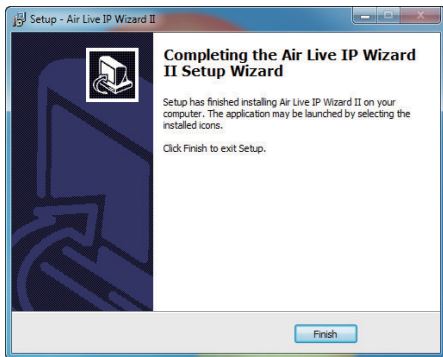 Setup - Air Live IP Wizard II
Completing the Air Live IP Wizard
II Setup Wizard
Setup has finished installing Air Live IP Wizard II on your
computer. The application may be launched by selecting the
installed icons.
Click Finish to exit Setup.
Finish